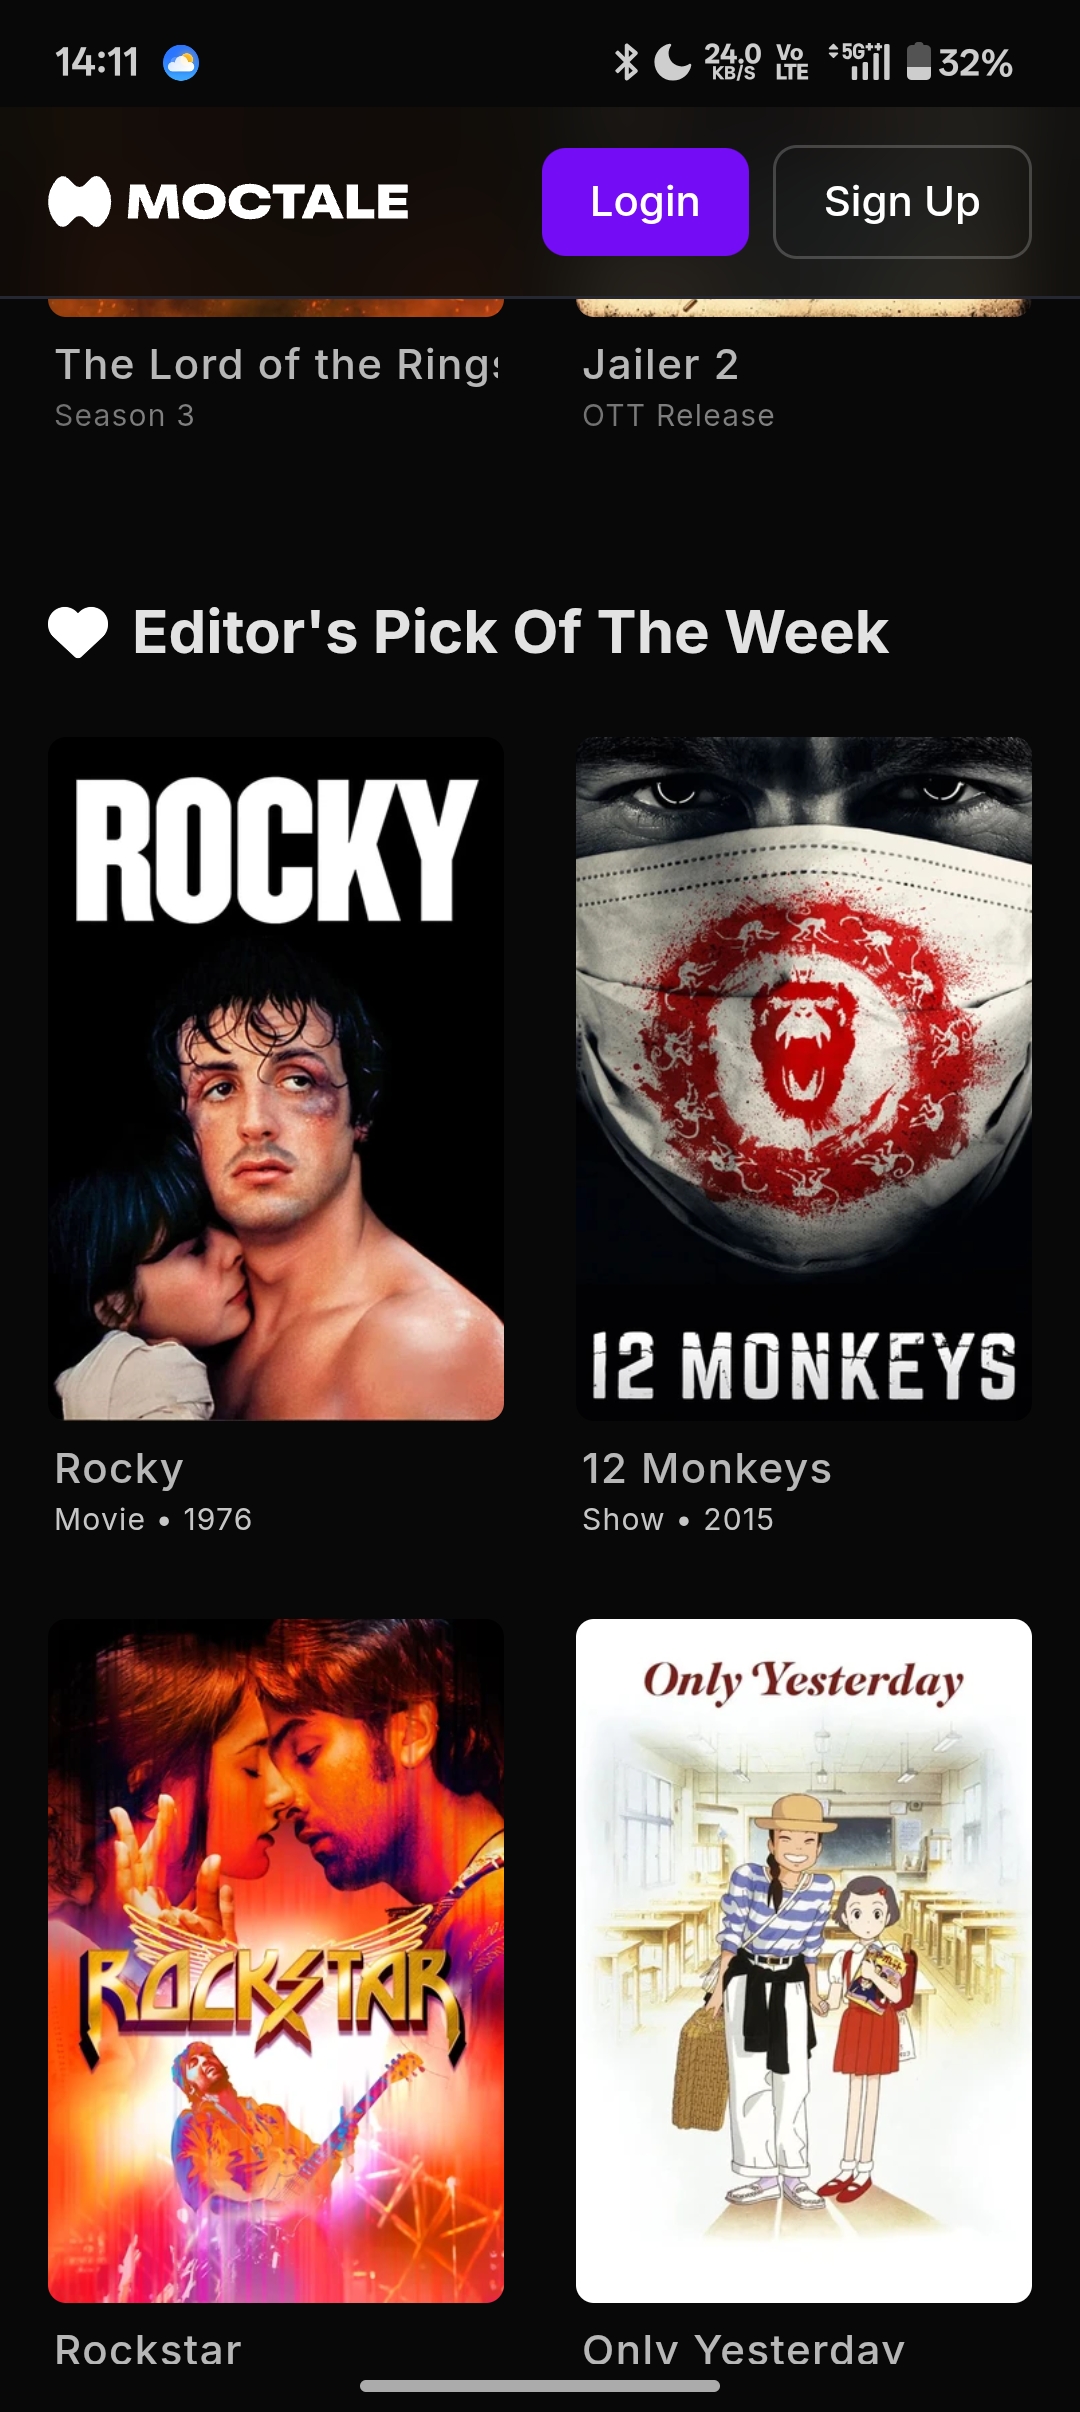 14:11
24.0 KB/S
Vo LTE
5G++
32%
MOCTALE
Login
Sign Up
The Lord of the Rings
Jailer 2
Season 3
OTT Release
Editor's Pick Of The Week
ROCKY
12 MONKEYS
Rocky
12 Monkeys
Movie • 1976
Show • 2015
Only Yesterday
ROCKSTAR
Rockstar
Only Yesterday